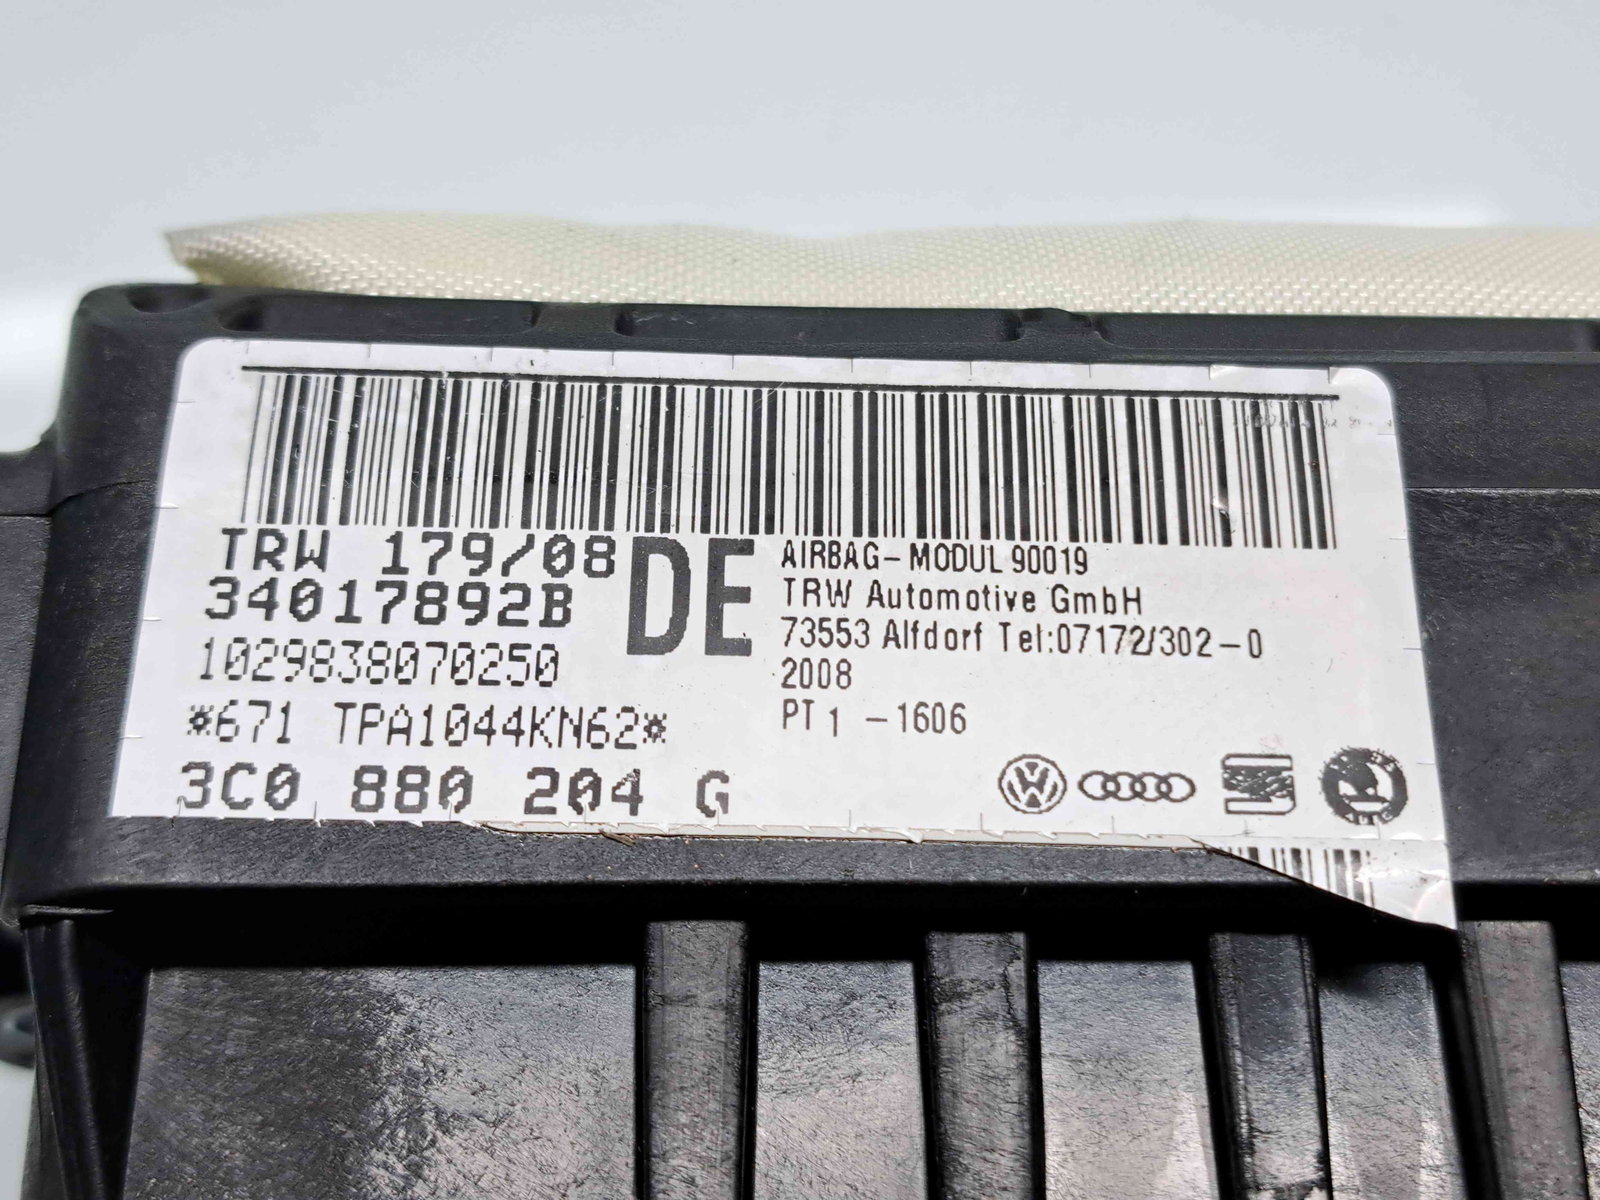 TRW 179/08
34017892B
DE
1029838070250
*671 TPA1044KN62*
3C0 880 204 G
AIRBAG-MODUL 90019
TRW Automotive GmbH
73553 Alfdorf Tel:07172/302-0
2008
PT 1 -1606